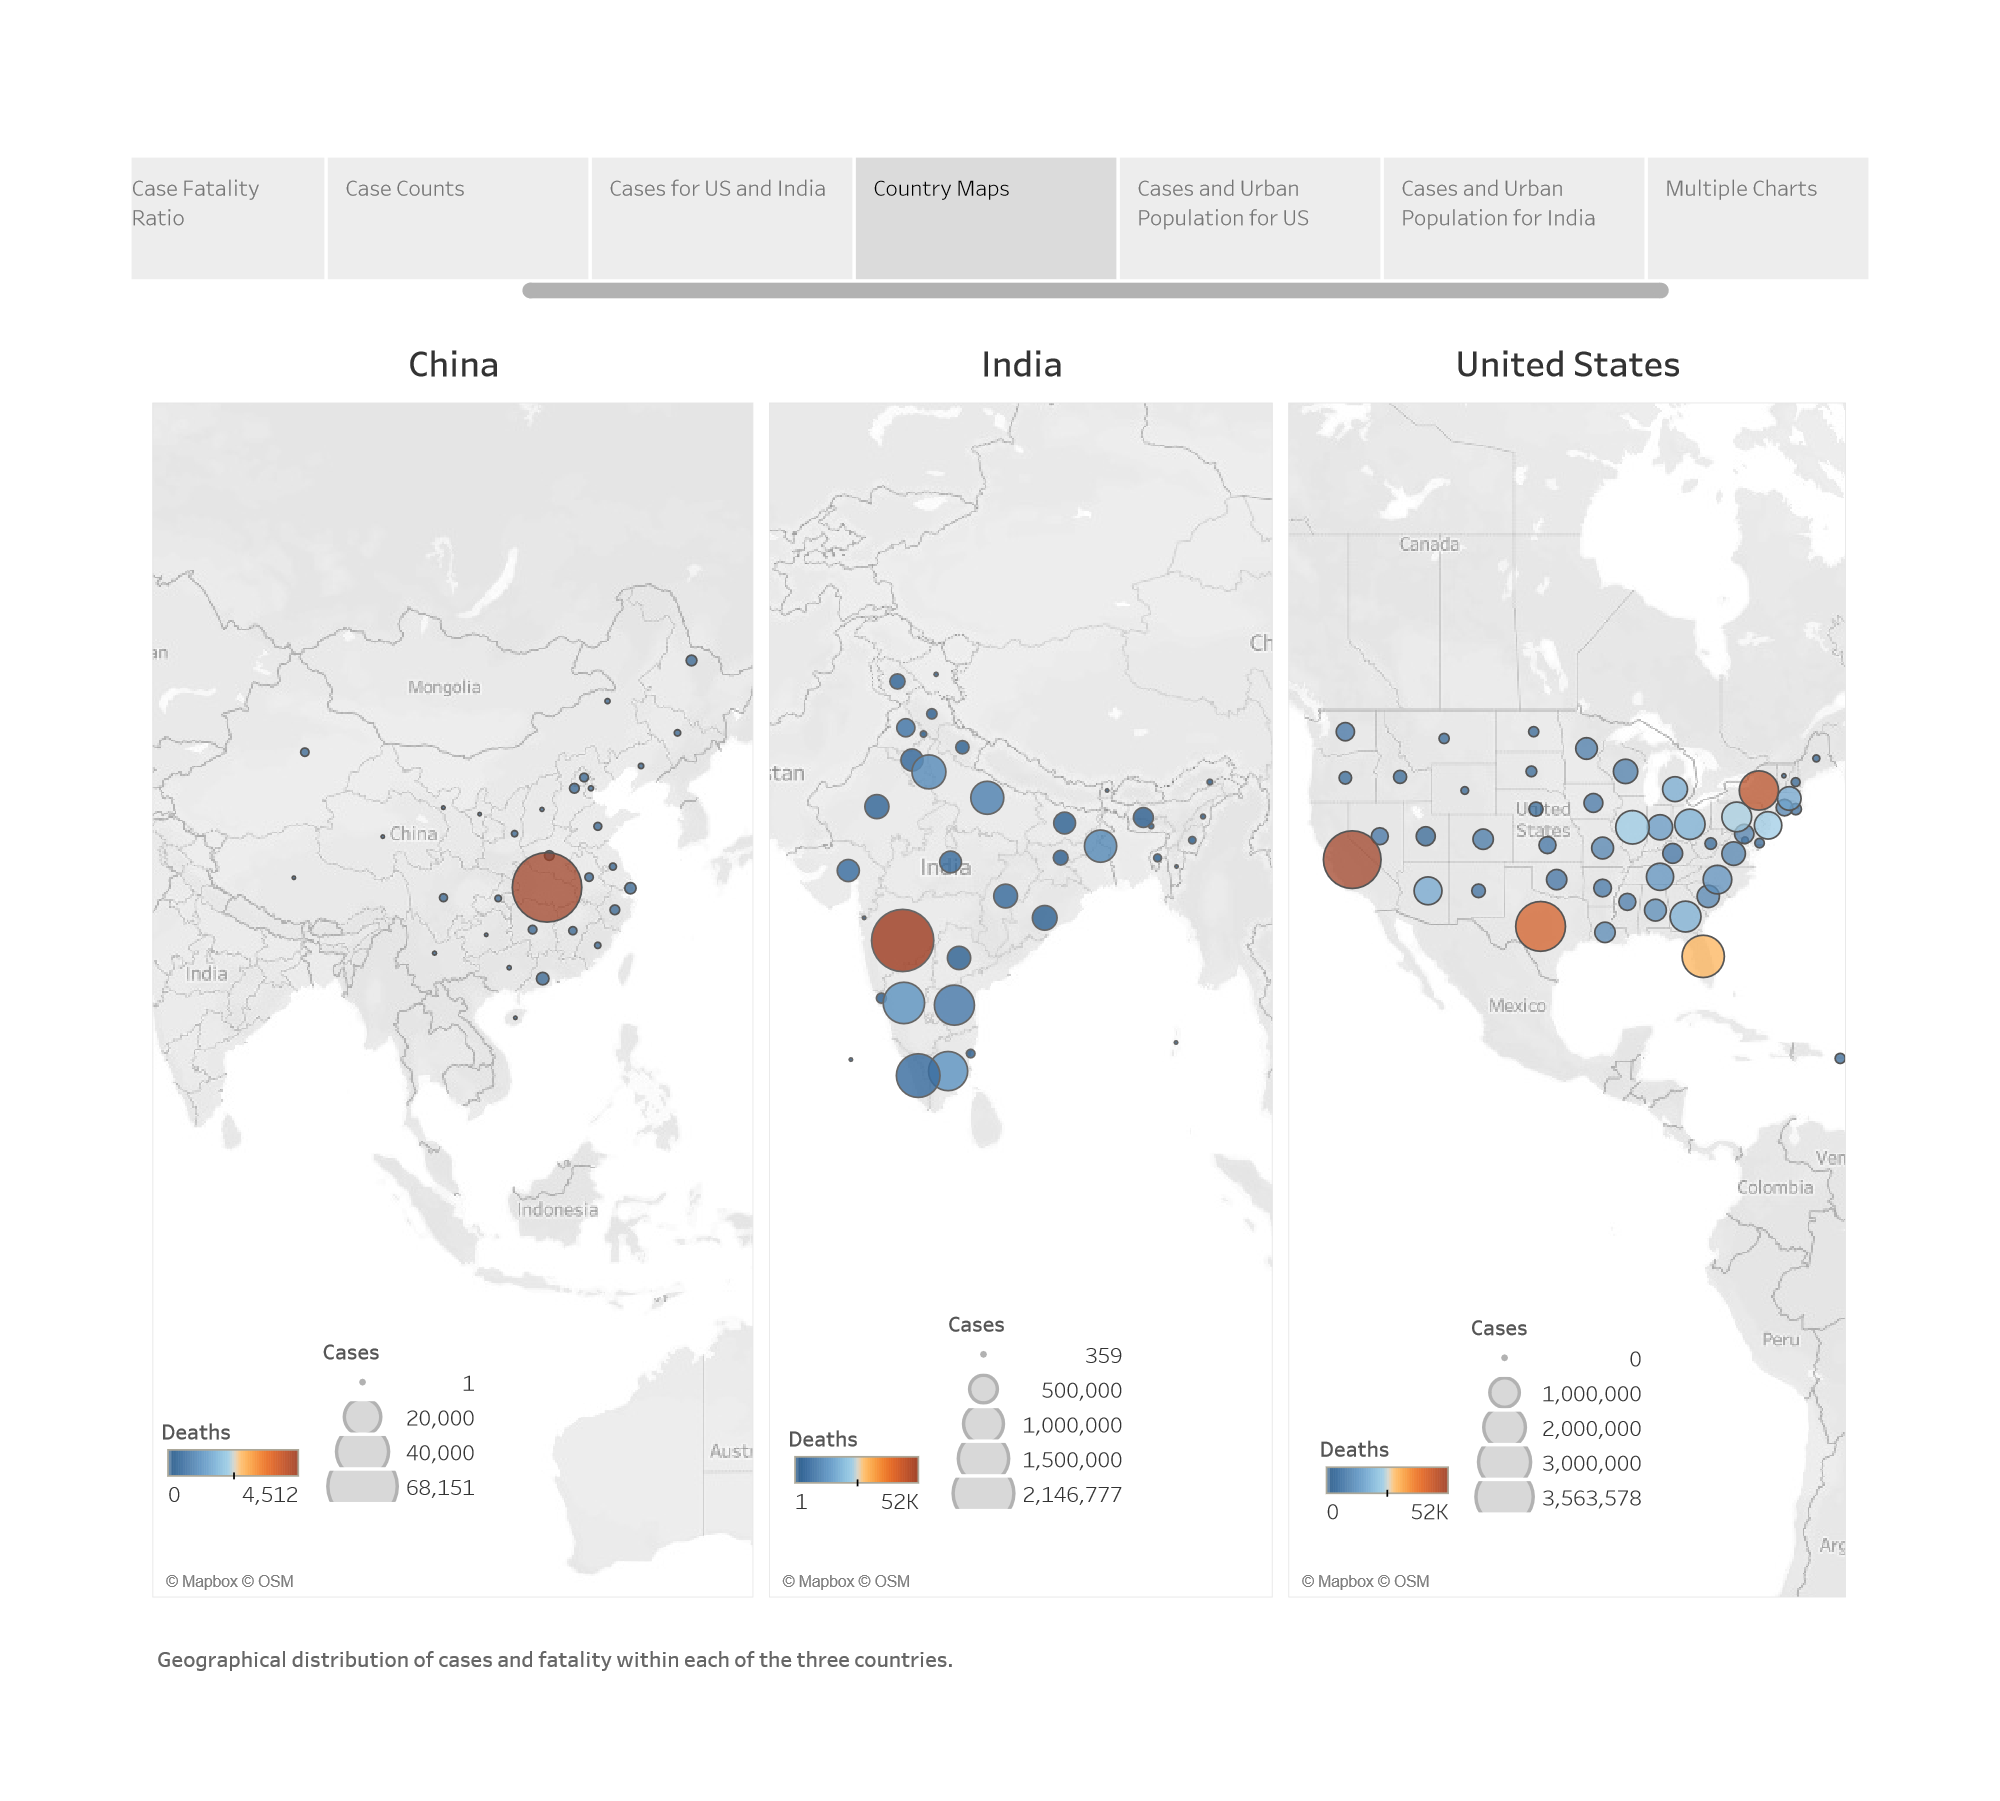 Case Fatality
Ratio
Case Counts
Cases for US and India
Country Maps
Cases and Urban
Population for US
Cases and Urban
Population for India
Multiple Charts
China
India
United States
an
Mongolia
China
India
Indonesia
Austr
Cases
1
20,000
40,000
68,151
Deaths
0
4,512
© Mapbox © OSM
Ch
stan
India
Cases
359
500,000
1,000,000
1,500,000
2,146,777
Deaths
1
52K
© Mapbox © OSM
Canada
United
States
Mexico
Ven
Colombia
Peru
Arg
Cases
0
1,000,000
2,000,000
3,000,000
3,563,578
Deaths
0
52K
© Mapbox © OSM
Geographical distribution of cases and fatality within each of the three countries.